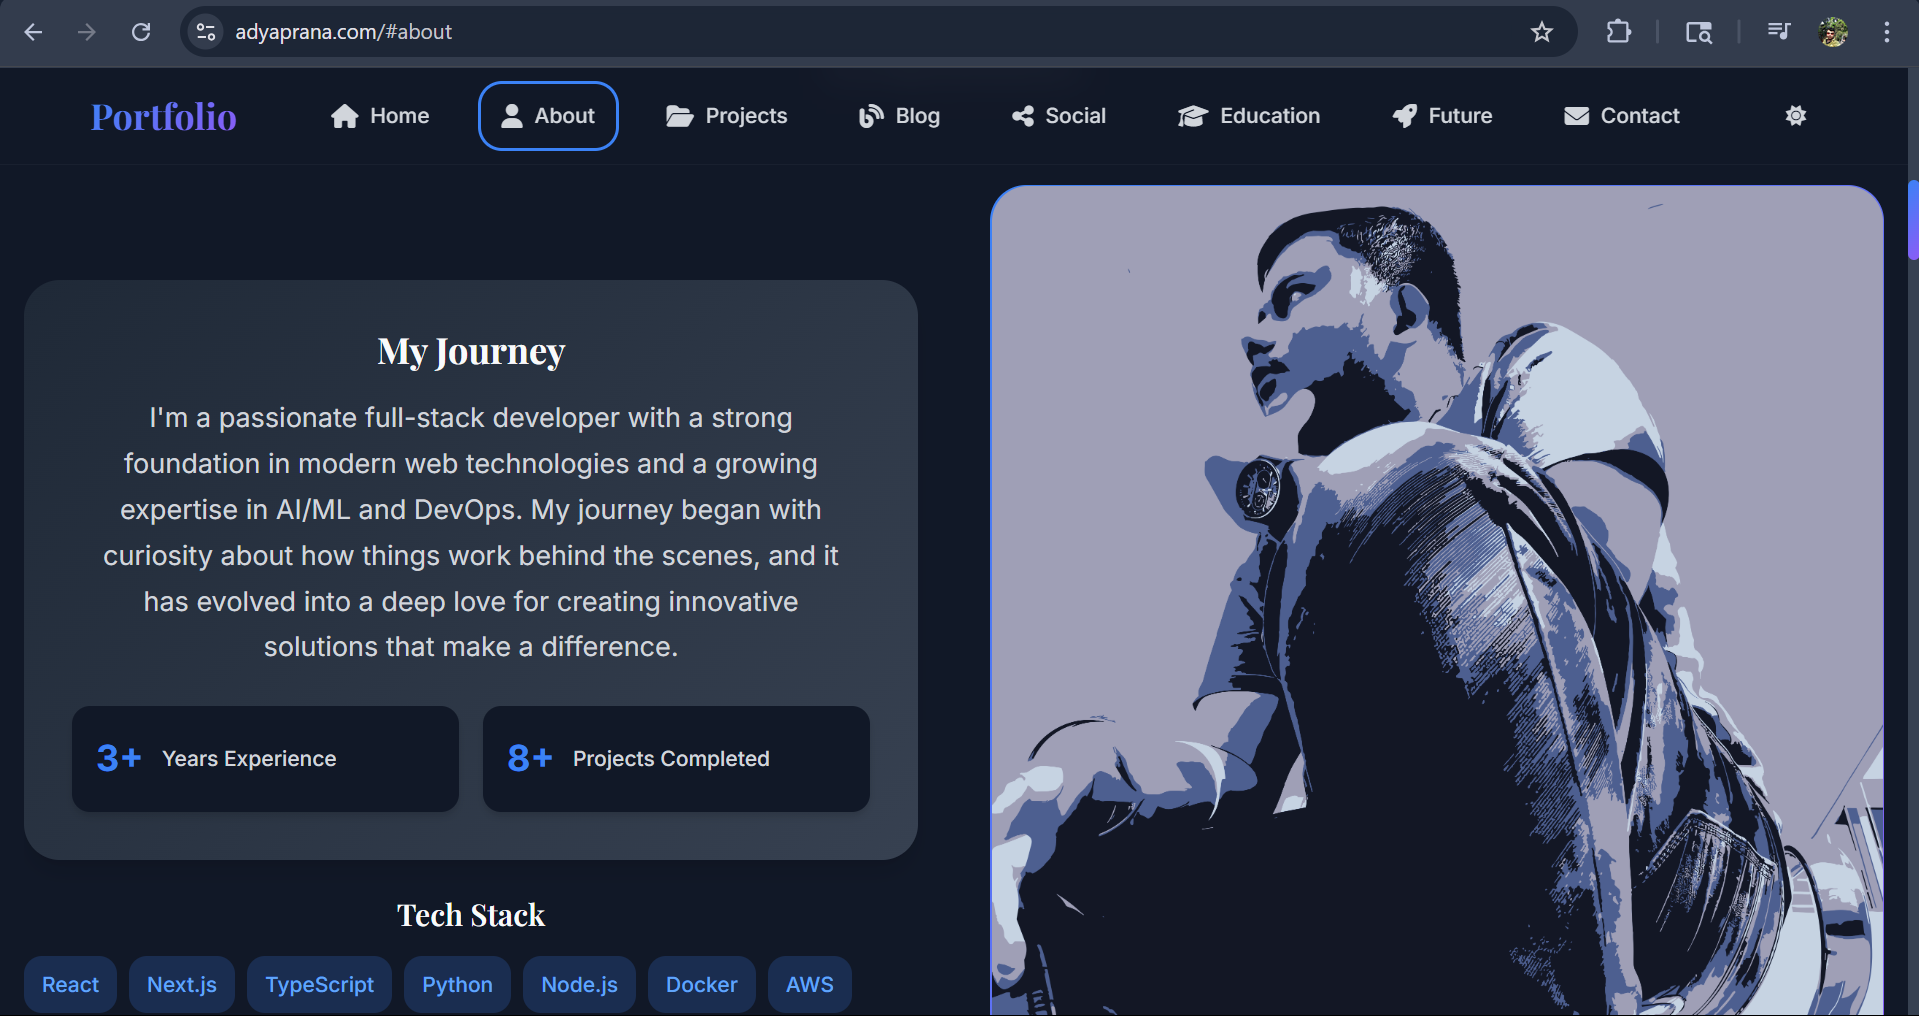 adyaprana.com/#about
Portfolio
Home
About
Projects
Blog
Social
Education
Future
Contact
My Journey
I'm a passionate full-stack developer with a strong
foundation in modern web technologies and a growing
expertise in AI/ML and DevOps. My journey began with
curiosity about how things work behind the scenes, and it
has evolved into a deep love for creating innovative
solutions that make a difference.
3+ Years Experience
8+ Projects Completed
Tech Stack
React
Next.js
TypeScript
Python
Node.js
Docker
AWS